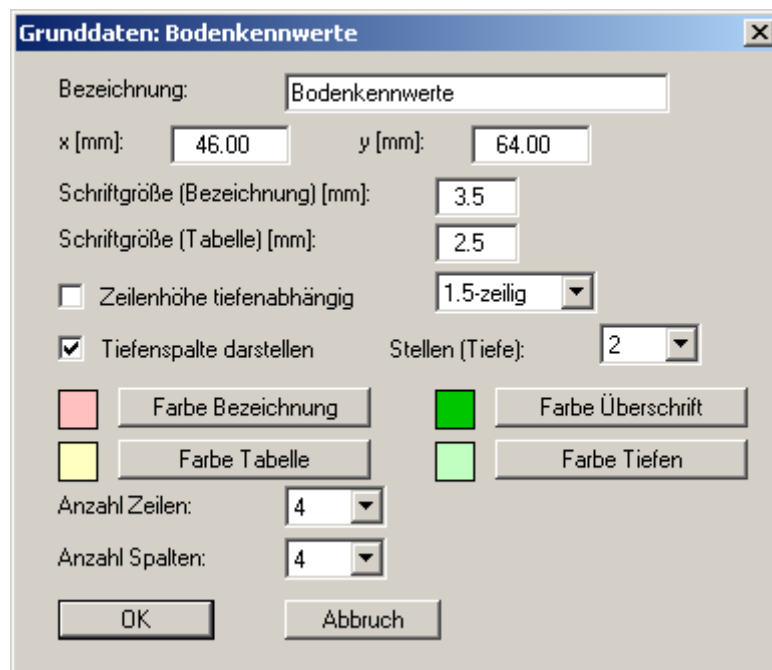 Grunddaten: Bodenkennwerte
Bezeichnung: Bodenkennwerte
x [mm]: 46.00 y [mm]: 64.00
Schriftgröße (Bezeichnung) [mm]: 3.5
Schriftgröße (Tabelle) [mm]: 2.5
Zeilenhöhe tiefenabhängig 1.5-zeilig
Tiefenspalte darstellen Stellen (Tiefe): 2
Farbe Bezeichnung Farbe Überschrift
Farbe Tabelle Farbe Tiefen
Anzahl Zeilen: 4
Anzahl Spalten: 4
OK Abbruch